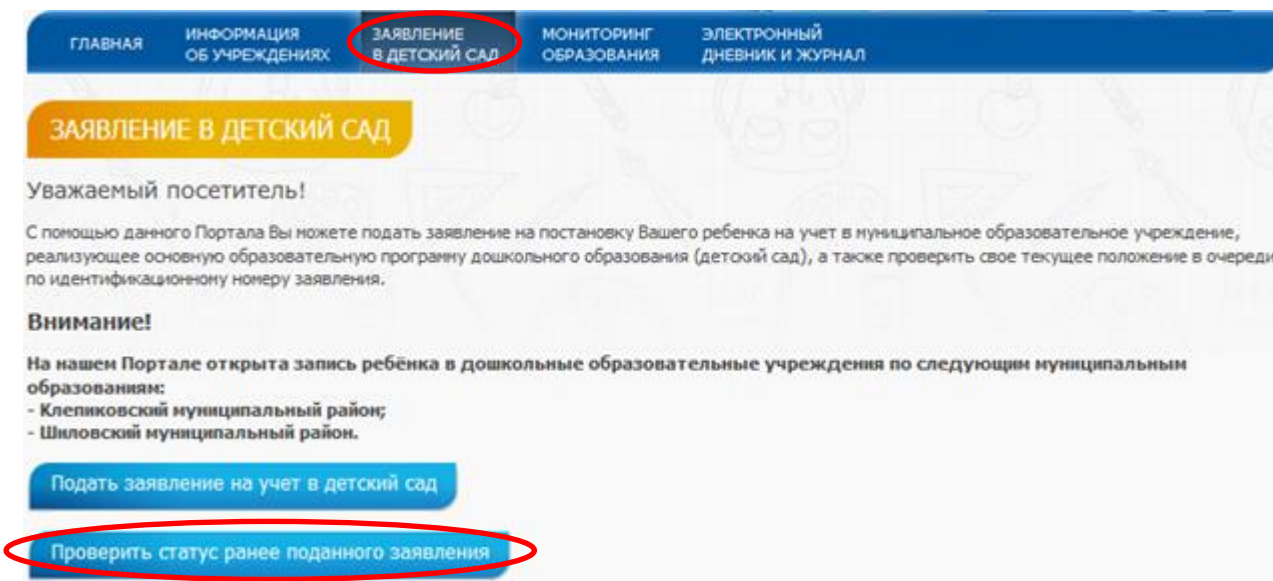 ГЛАВНАЯ
ИНФОРМАЦИЯ
ОБ УЧРЕЖДЕНИЯХ
ЗАЯВЛЕНИЕ
В ДЕТСКИЙ САД
МОНИТОРИНГ
ОБРАЗОВАНИЯ
ЭЛЕКТРОННЫЙ
ДНЕВНИК И ЖУРНАЛ
ЗАЯВЛЕНИЕ В ДЕТСКИЙ САД
Уважаемый посетитель!
С помощью данного Портала Вы можете подать заявление на постановку Вашего ребенка на учет в муниципальное образовательное учреждение,
реализующее основную образовательную программу дошкольного образования (детский сад), а также проверить свое текущее положение в очереди
по идентификационному номеру заявления.
Внимание!
На нашем Портале открыта запись ребёнка в дошкольные образовательные учреждения по следующим муниципальным
образованиям:
- Клепиковский муниципальный район;
- Шиловский муниципальный район.
Подать заявление на учет в детский сад
Проверить статус ранее поданного заявления